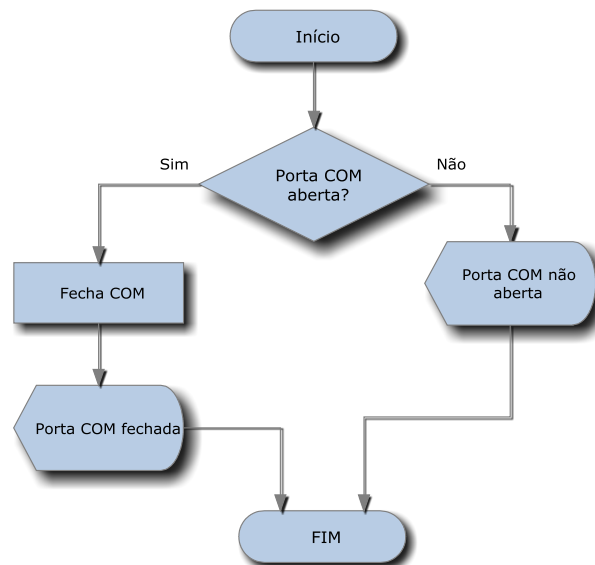 Início
Sim
Não
Porta COM
aberta?
Porta COM não
aberta
Fecha COM
Porta COM fechada
FIM